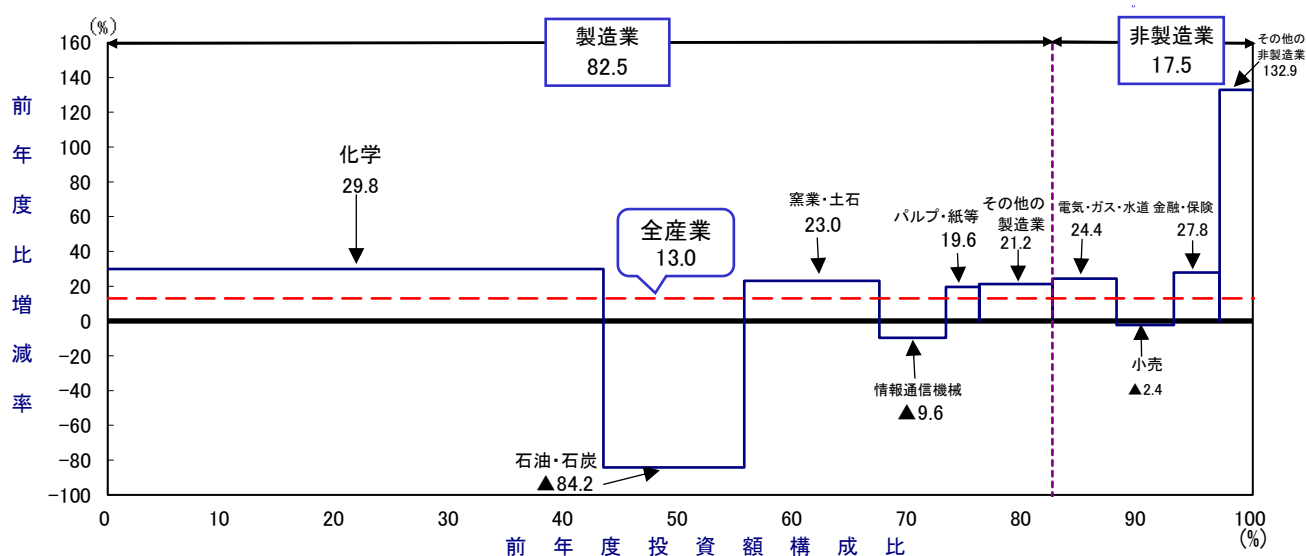 (%)
160
140
120
100
80
60
40
20
0
−20
−40
−60
−80
−100
前年度比増減率
製造業
82.5
非製造業
17.5
その他の
非製造業
132.9
化学
29.8
全産業
13.0
窯業・土石
23.0
パルプ・紙等
19.6
その他の
製造業
21.2
電気・ガス・水道
24.4
金融・保険
27.8
石油・石炭
▲84.2
情報通信機械
▲9.6
小売
▲2.4
0 10 20 30 40 50 60 70 80 90 100
(%)
前年度投資額構成比